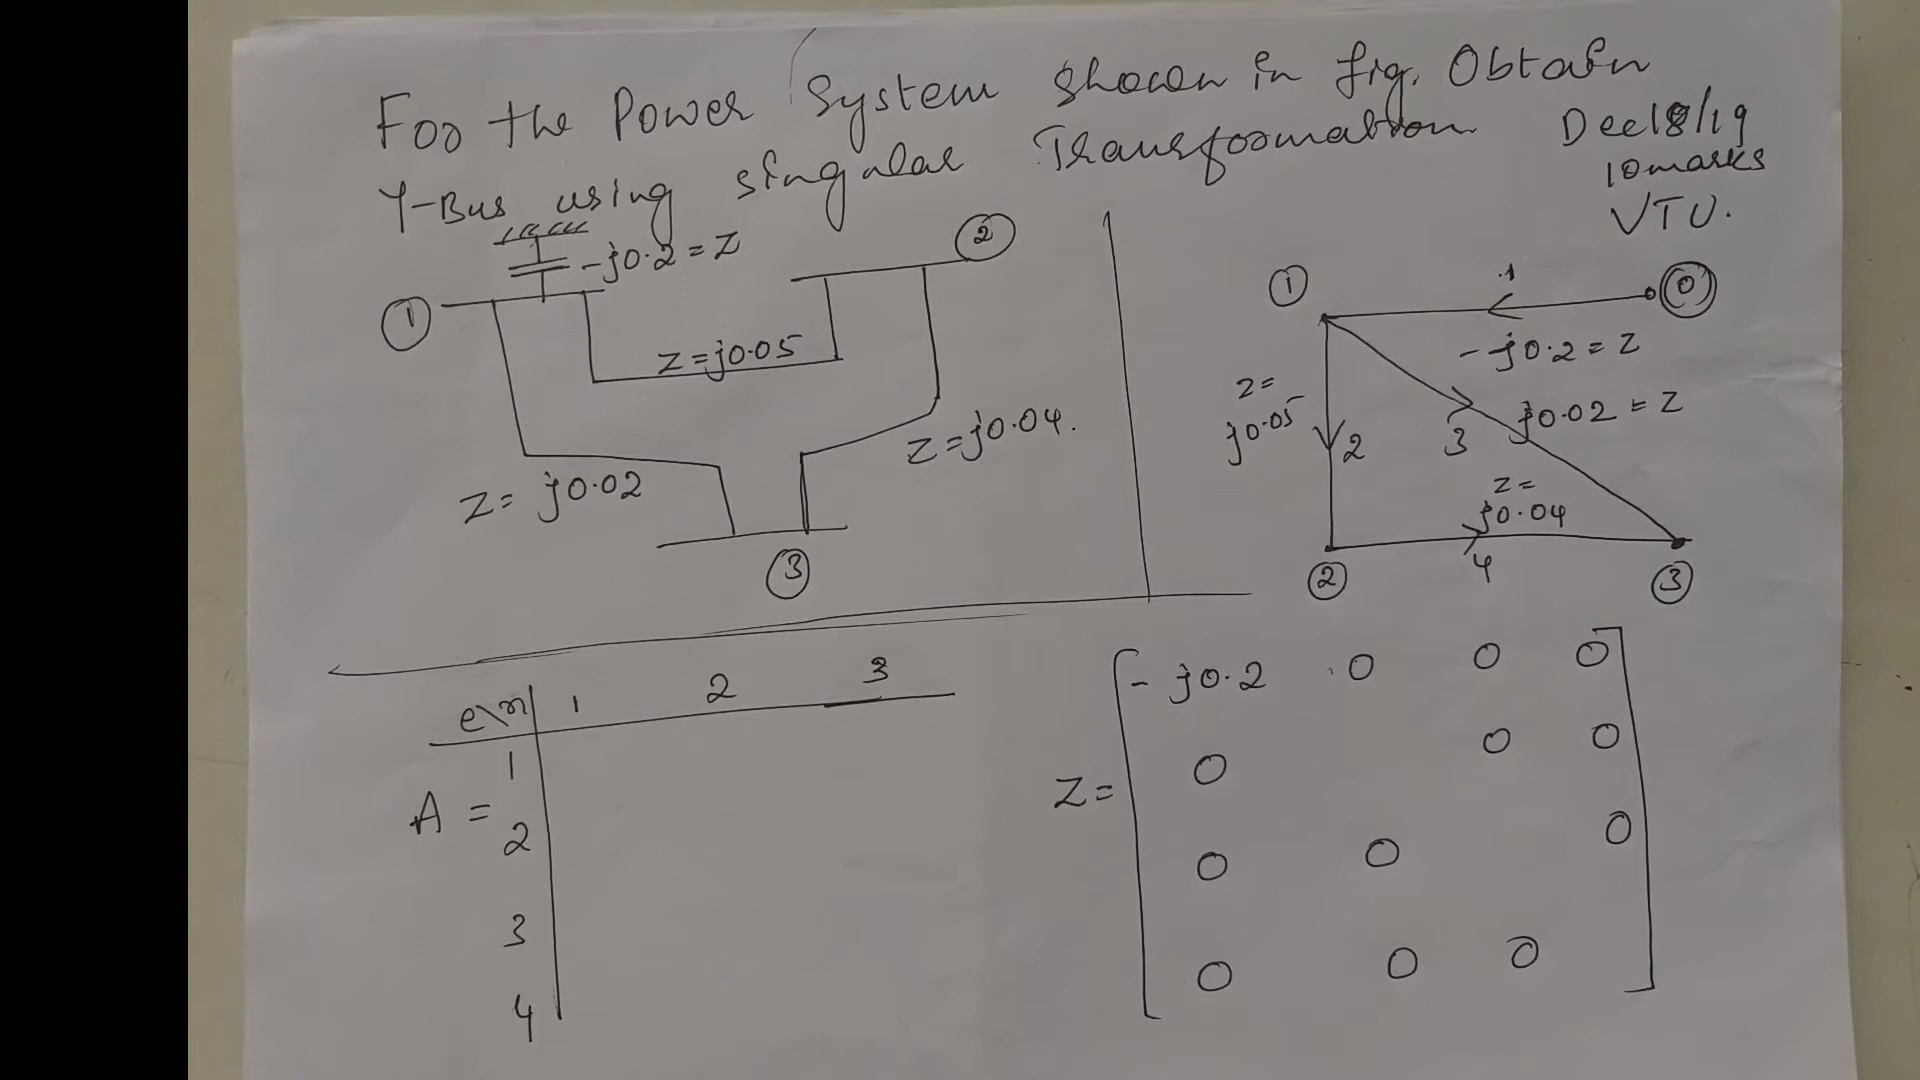 For the Power System shown in fig. Obtain
Y-Bus using singular Transformation
Dec18/19
10marks
VTU.
-j0.2 = Z
1
2
Z=j0.05
Z=j0.04.
Z= j0.02
3
1
.1
0
-j0.2 = Z
Z=
j0.05
2
3
j0.02 = Z
Z=
j0.04
4
2
3
e\n 1 2 3
1
A =
2
3
4
Z=
- j0.2 0 0 0
0 0 0
0 0 0
0 0 0